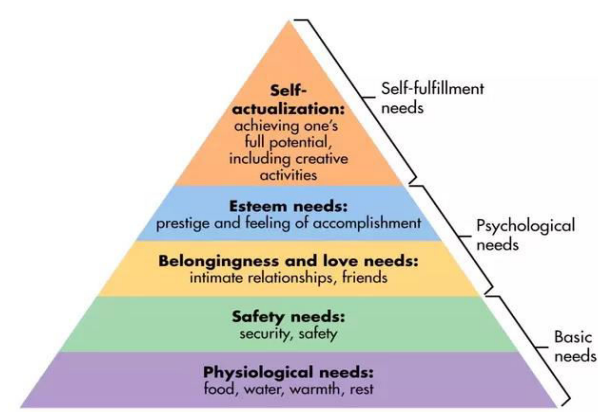 Self-
actualization:
achieving one's
full potential,
including creative
activities
Self-fulfillment
needs
Esteem needs:
prestige and feeling of accomplishment
Psychological
needs
Belongingness and love needs:
intimate relationships, friends
Safety needs:
security, safety
Basic
needs
Physiological needs:
food, water, warmth, rest